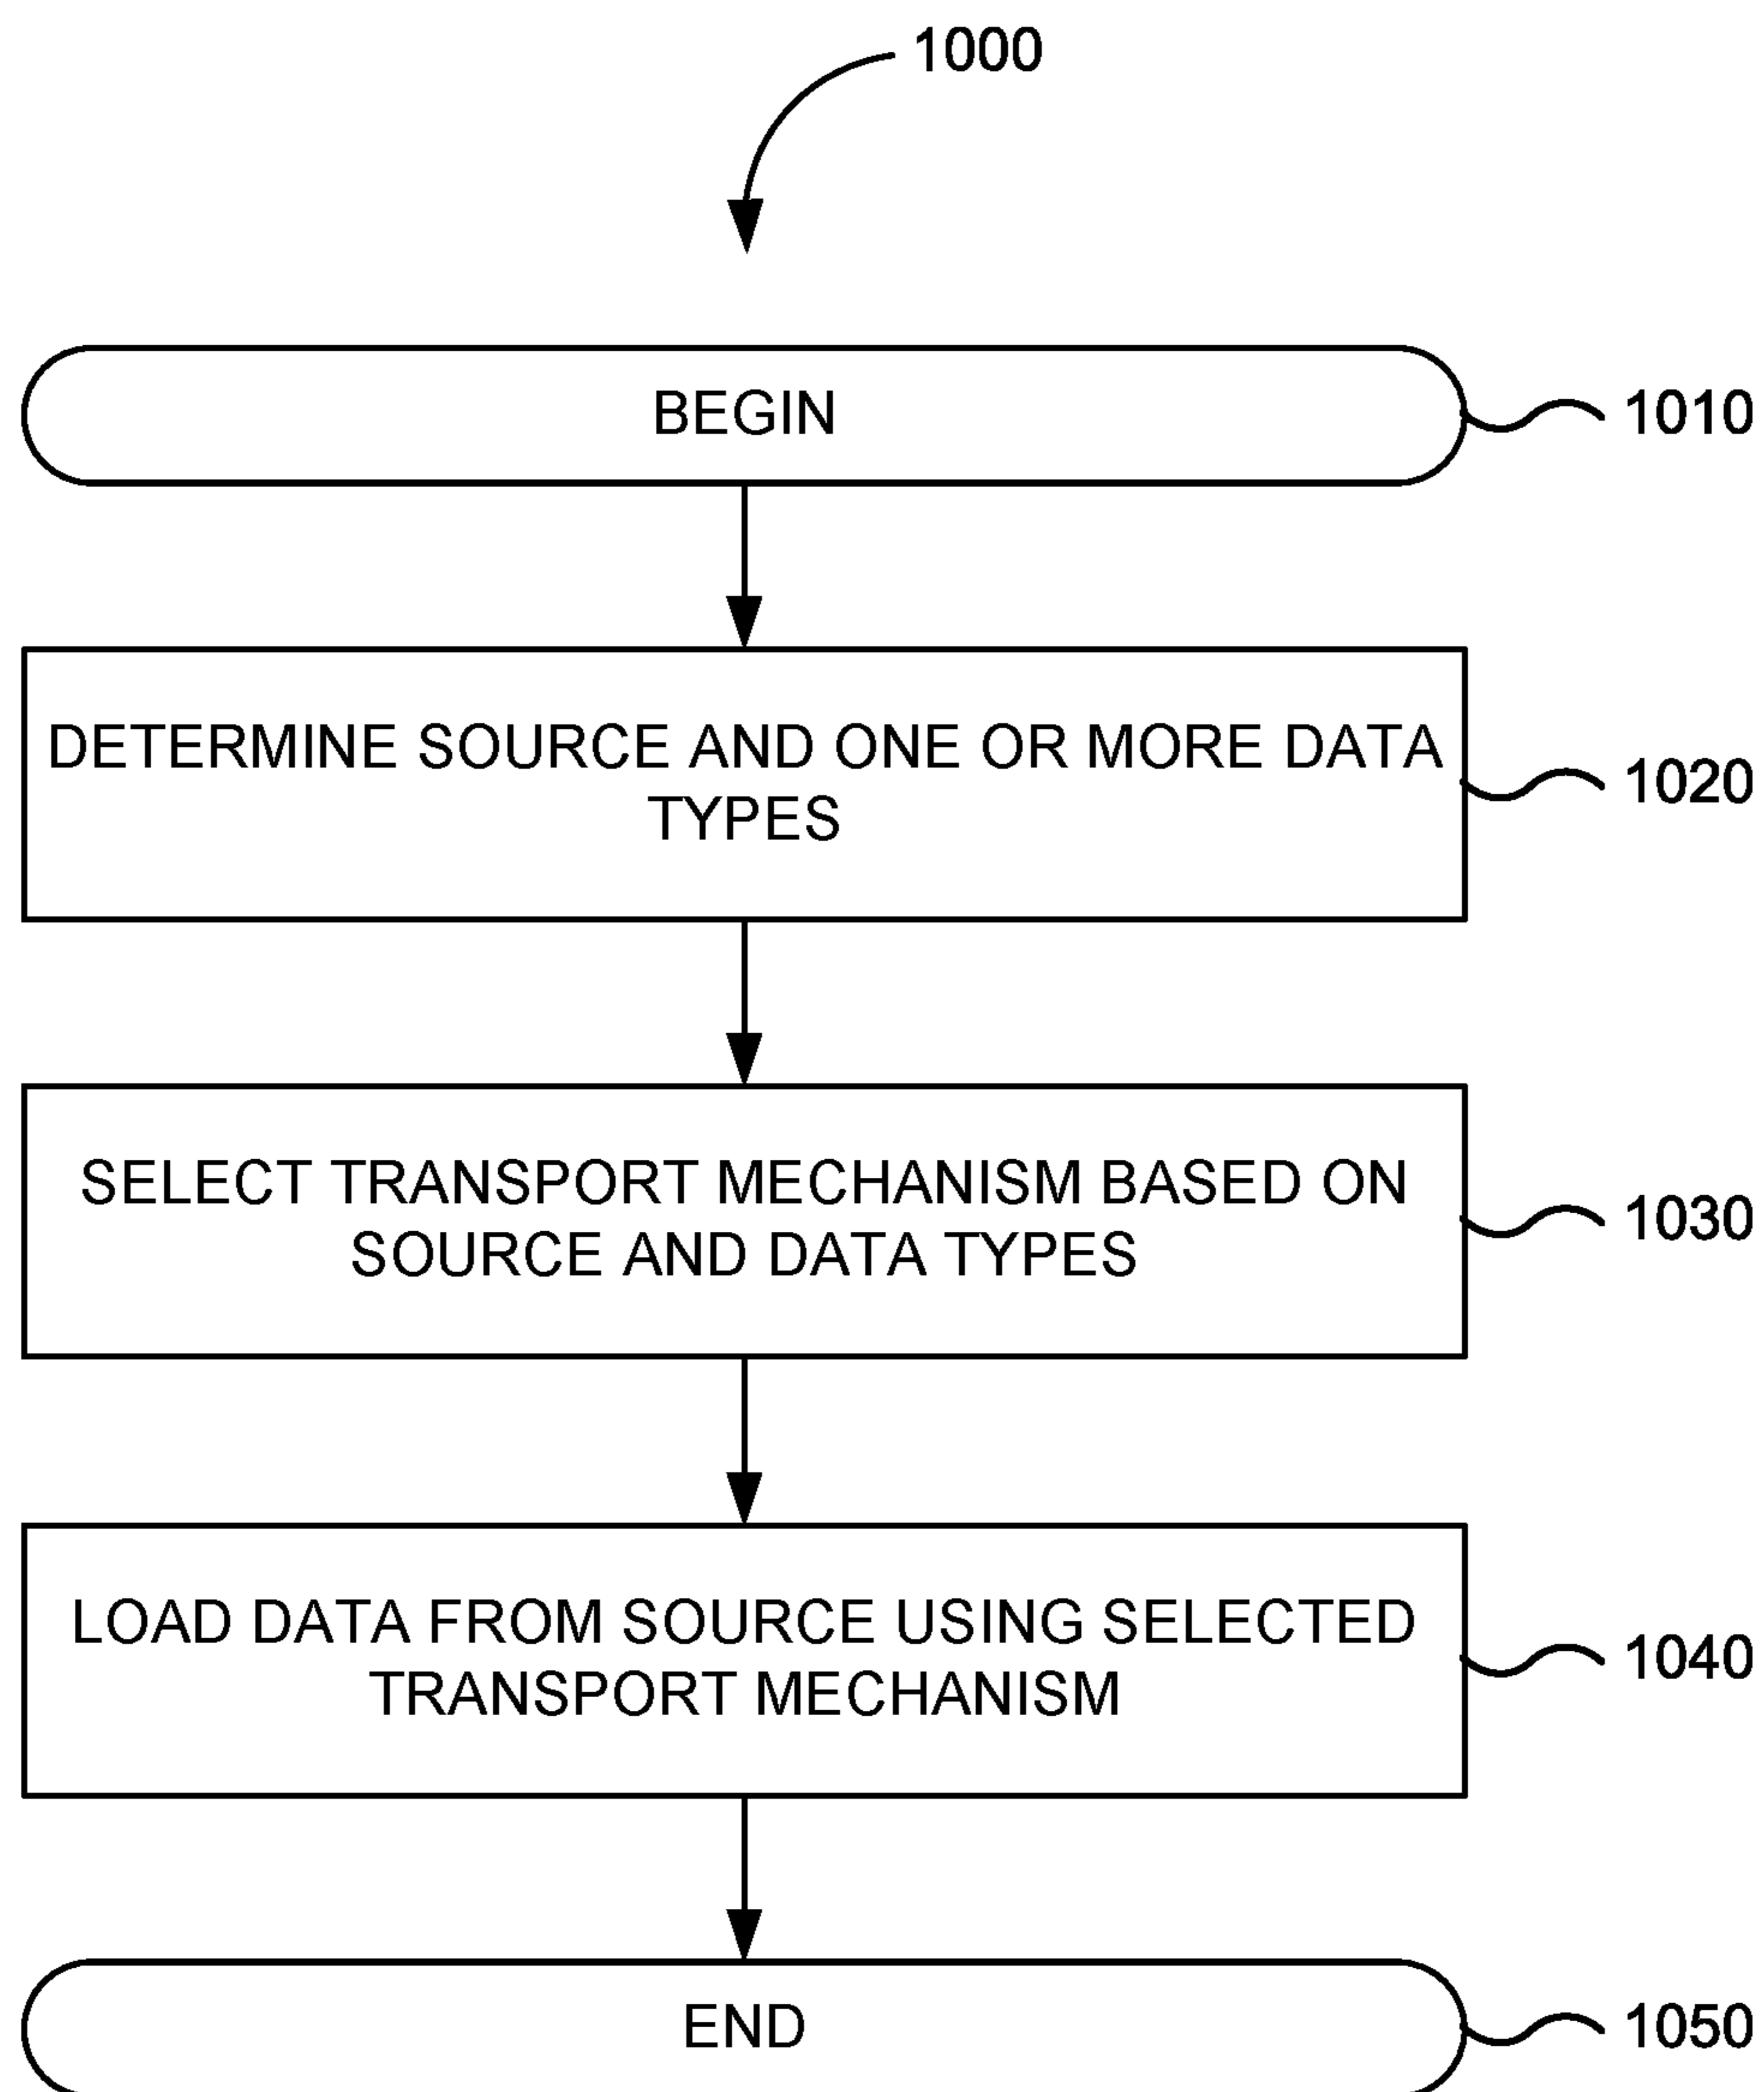 1000
BEGIN
1010
DETERMINE SOURCE AND ONE OR MORE DATA
TYPES
1020
SELECT TRANSPORT MECHANISM BASED ON
SOURCE AND DATA TYPES
1030
LOAD DATA FROM SOURCE USING SELECTED
TRANSPORT MECHANISM
1040
END
1050